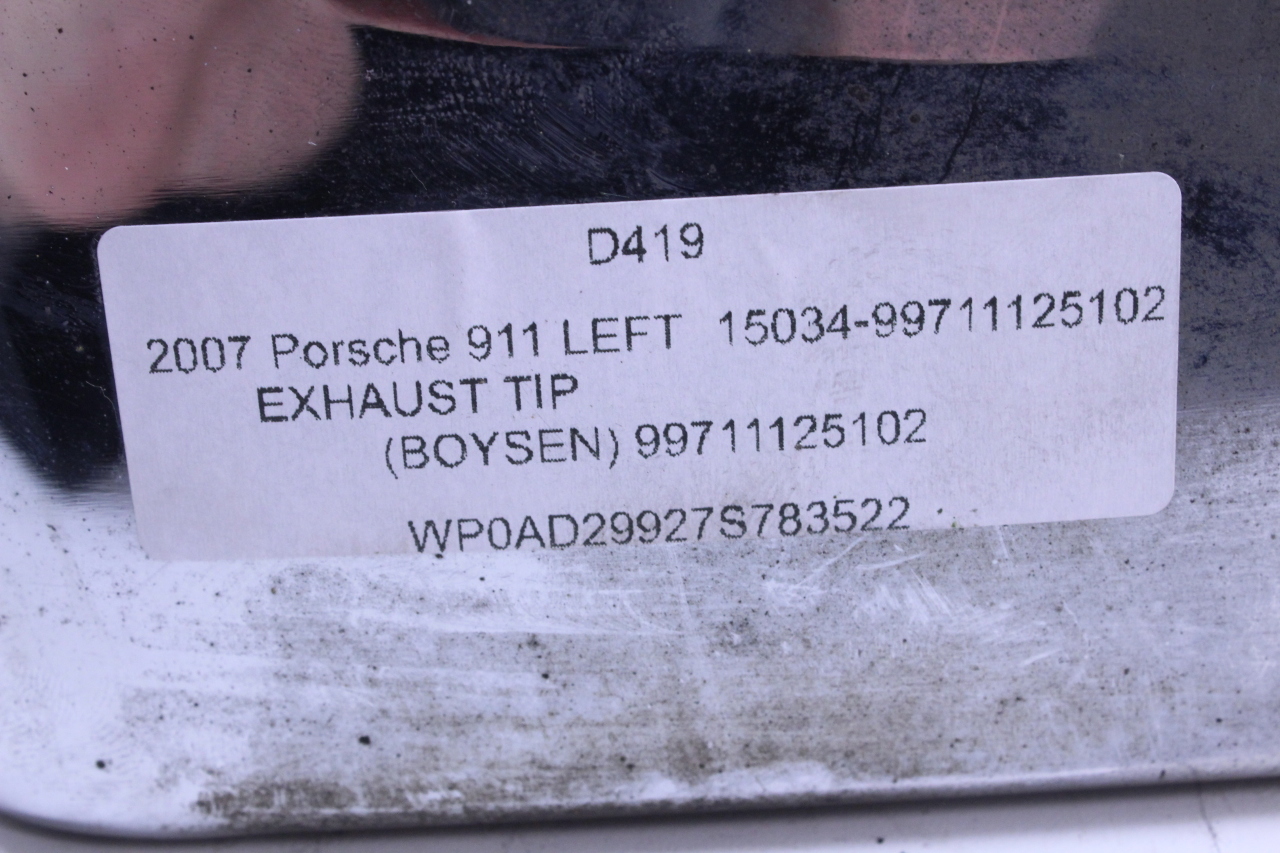 D419
2007 Porsche 911 LEFT 15034-99711125102
EXHAUST TIP
(BOYSEN) 99711125102
WP0AD29927S783522